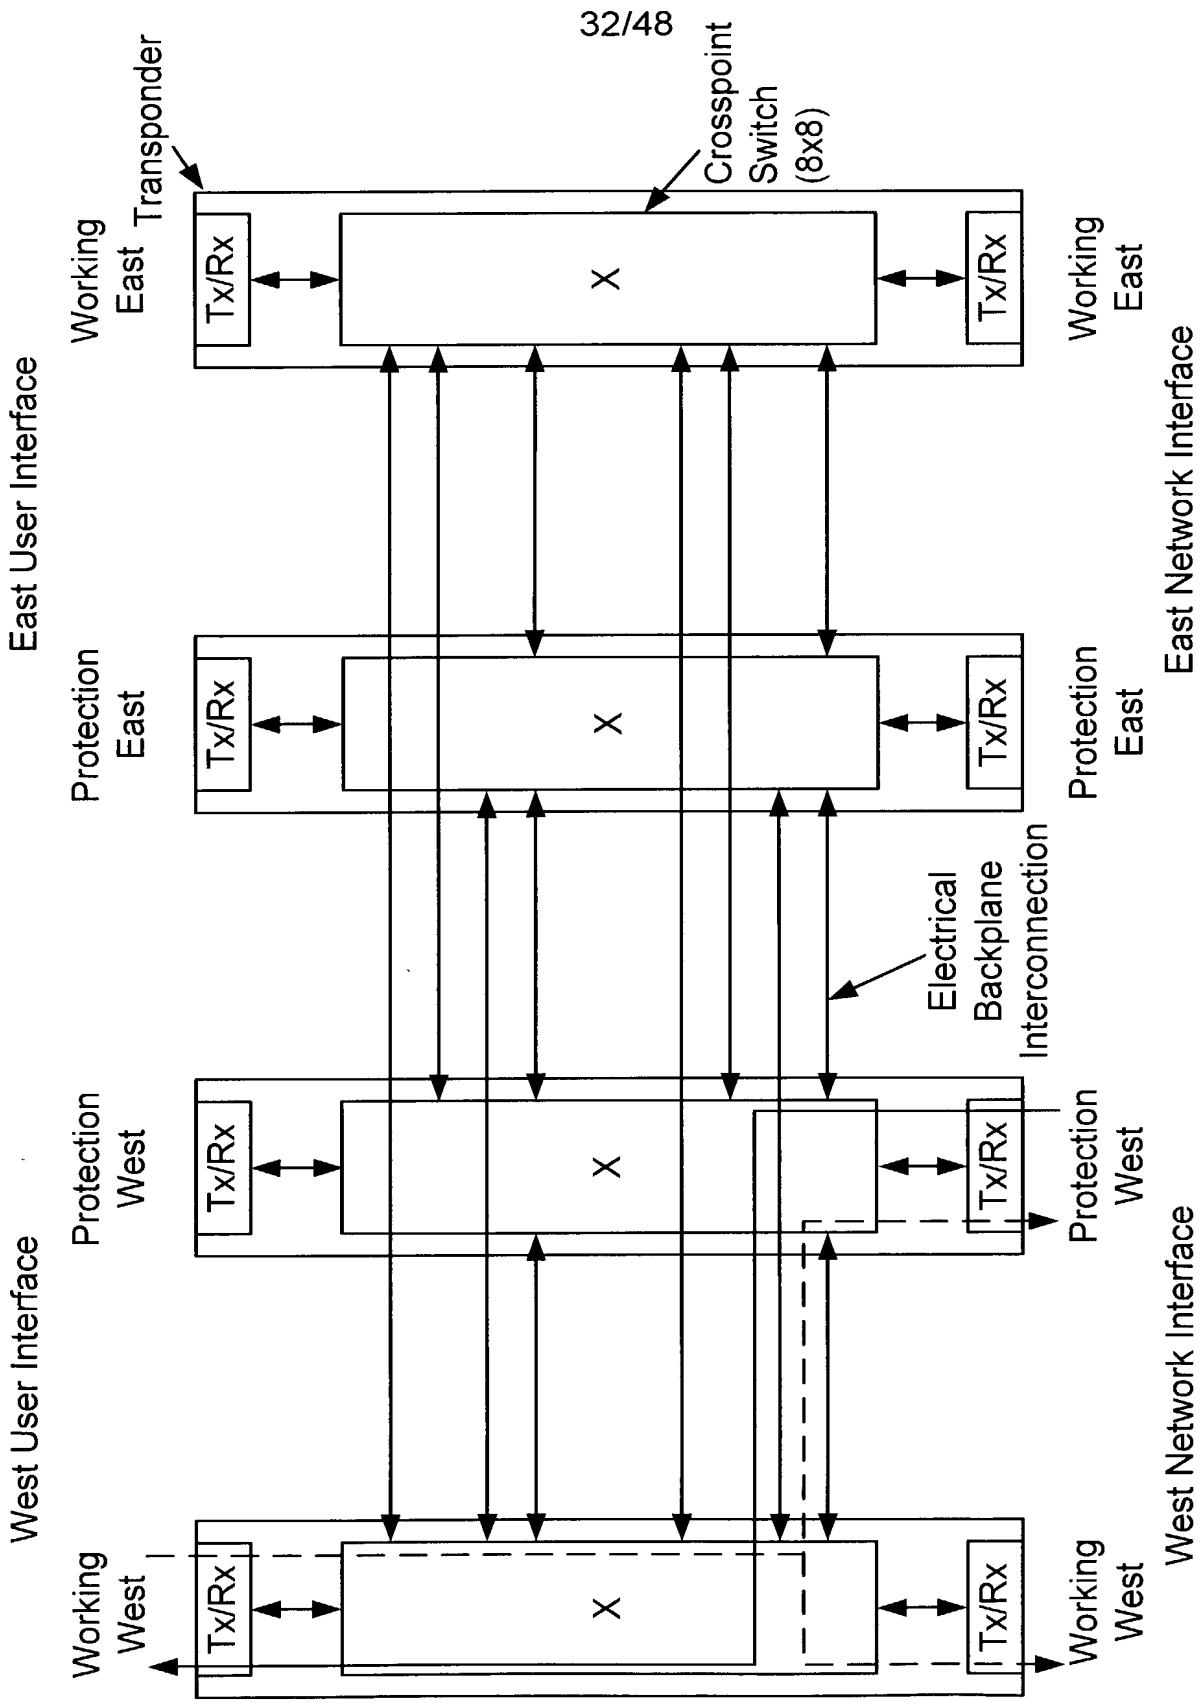 32/48
West User Interface
East User Interface
Working
West
Protection
West
Protection
East
Working
East
Transponder
Tx/Rx
Tx/Rx
Tx/Rx
Tx/Rx
X
X
X
X
Crosspoint
Switch
(8x8)
Electrical
Backplane
Interconnection
Tx/Rx
Tx/Rx
Tx/Rx
Tx/Rx
Working
West
Protection
West
Protection
East
Working
East
West Network Interface
East Network Interface